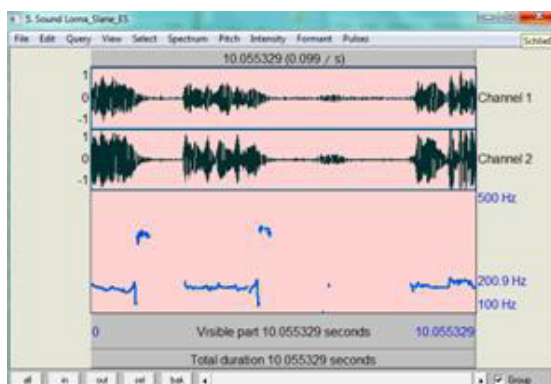 5. Sound Lorna_Slane_ES
File Edit Query View Select Spectrum Pitch Intensity Formant Pulses
Schließ
10.055329 (0.099 / s)
1
0
-1
Channel 1
1
0
-1
Channel 2
500 Hz
200.9 Hz
100 Hz
0 Visible part 10.055329 seconds 10.055329
Total duration 10.055329 seconds
all in out sel bak Group